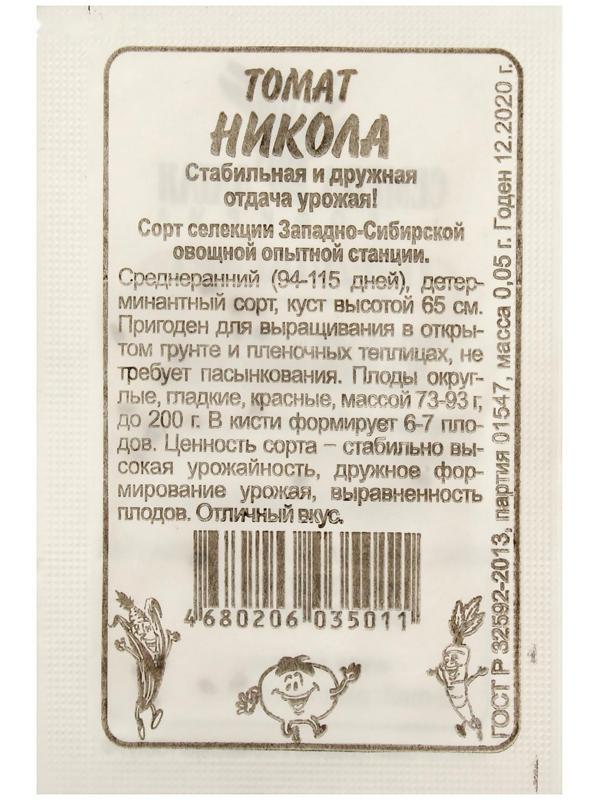 ТОМАТ
НИКОЛА
Стабильная и дружная
отдача урожая!
Сорт селекции Западно-Сибирской
овощной опытной станции.
Среднеранний (94-115 дней), детер-
минантный сорт, куст высотой 65 см.
Пригоден для выращивания в откры-
том грунте и пленочных теплицах, не
требует пасынкования. Плоды округ-
лые, гладкие, красные, массой 73-93 г,
до 200 г. В кисти формирует 6-7 пло-
дов. Ценность сорта – стабильно вы-
сокая урожайность, дружное фор-
мирование урожая, выравненность
плодов. Отличный вкус.
4680206 035011
ГОСТ Р 32592-2013, партия 01547, масса 0,05 г. Годен 12.2020 г.